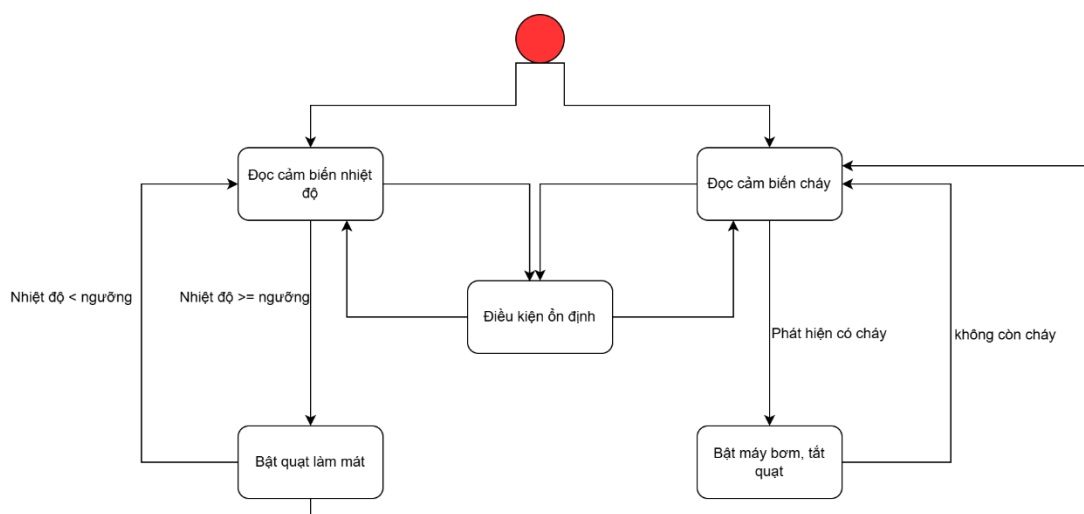 Đọc cảm biến nhiệt
độ
Đọc cảm biến cháy
Nhiệt độ < ngưỡng
Nhiệt độ >= ngưỡng
Điều kiện ổn định
Phát hiện có cháy
không còn cháy
Bật quạt làm mát
Bật máy bơm, tắt
quạt